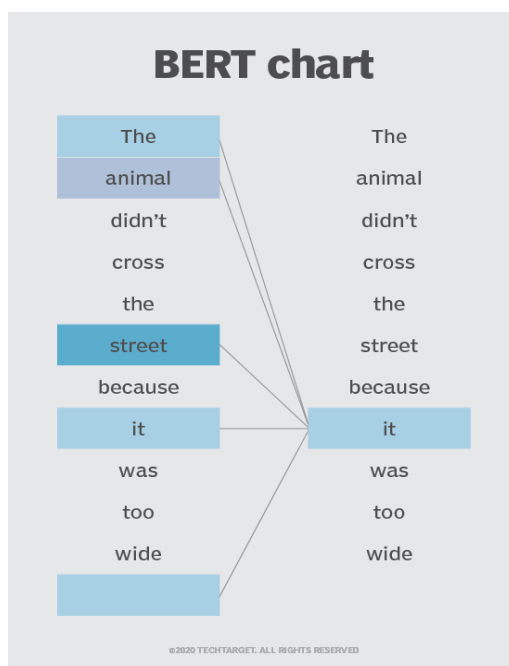 BERT chart
The The
animal animal
didn't didn't
cross cross
the the
street street
because because
it it
was was
too too
wide wide
©2020 TECHTARGET. ALL RIGHTS RESERVED